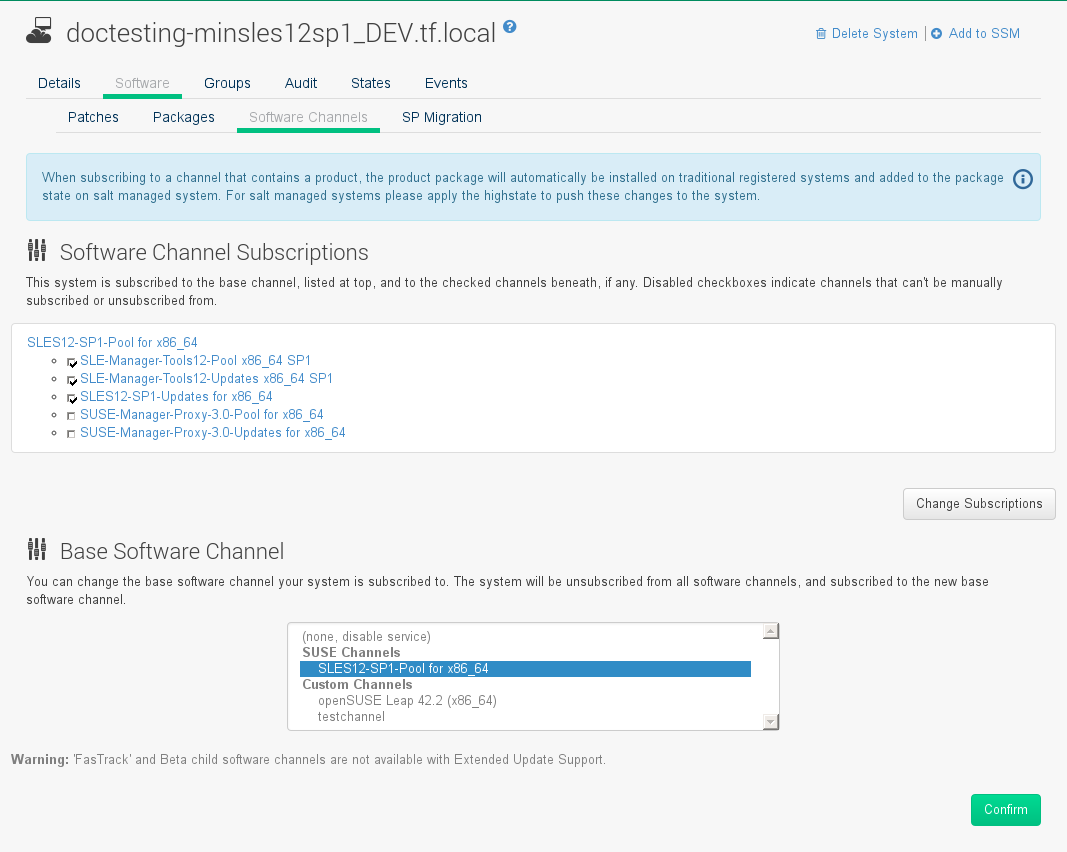 doctesting-minsles12sp1_DEV.tf.local ?
Delete System | Add to SSM
Details Software Groups Audit States Events
Patches Packages Software Channels SP Migration
When subscribing to a channel that contains a product, the product package will automatically be installed on traditional registered systems and added to the package
state on salt managed system. For salt managed systems please apply the highstate to push these changes to the system.
Software Channel Subscriptions
This system is subscribed to the base channel, listed at top, and to the checked channels beneath, if any. Disabled checkboxes indicate channels that can't be manually
subscribed or unsubscribed from.
SLES12-SP1-Pool for x86_64
SLE-Manager-Tools12-Pool x86_64 SP1
SLE-Manager-Tools12-Updates x86_64 SP1
SLES12-SP1-Updates for x86_64
SUSE-Manager-Proxy-3.0-Pool for x86_64
SUSE-Manager-Proxy-3.0-Updates for x86_64
Change Subscriptions
Base Software Channel
You can change the base software channel your system is subscribed to. The system will be unsubscribed from all software channels, and subscribed to the new base
software channel.
(none, disable service)
SUSE Channels
SLES12-SP1-Pool for x86_64
Custom Channels
openSUSE Leap 42.2 (x86_64)
testchannel
Warning: 'FasTrack' and Beta child software channels are not available with Extended Update Support.
Confirm